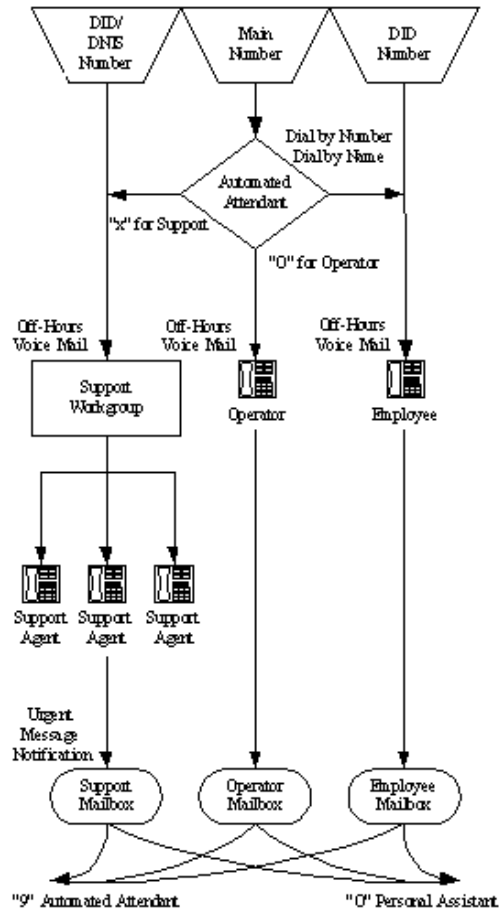 DID/
DNIS
Number
Main
Number
DID
Number
Dial by Number
Dial by Name
Automated
Attendant
"x" for Support
"0" for Operator
Off-Hours
Voice Mail
Off-Hours
Voice Mail
Off-Hours
Voice Mail
Support
Workgroup
Operator
Employee
Support
Agent
Support
Agent
Support
Agent
Urgent
Message
Notification
Support
Mailbox
Operator
Mailbox
Employee
Mailbox
"9" Automated Attendant
"0" Personal Assistant